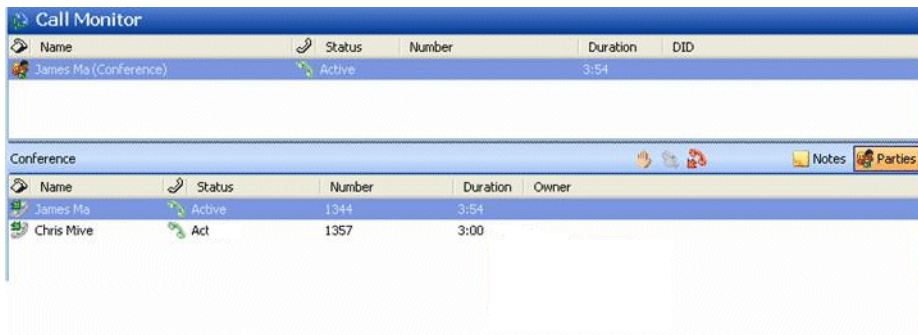 Call Monitor
Name Status Number Duration DID
James Ma (Conference) Active 3:54
Conference Notes Parties
Name Status Number Duration Owner
James Ma Active 1344 3:54
Chris Mive Act 1357 3:00